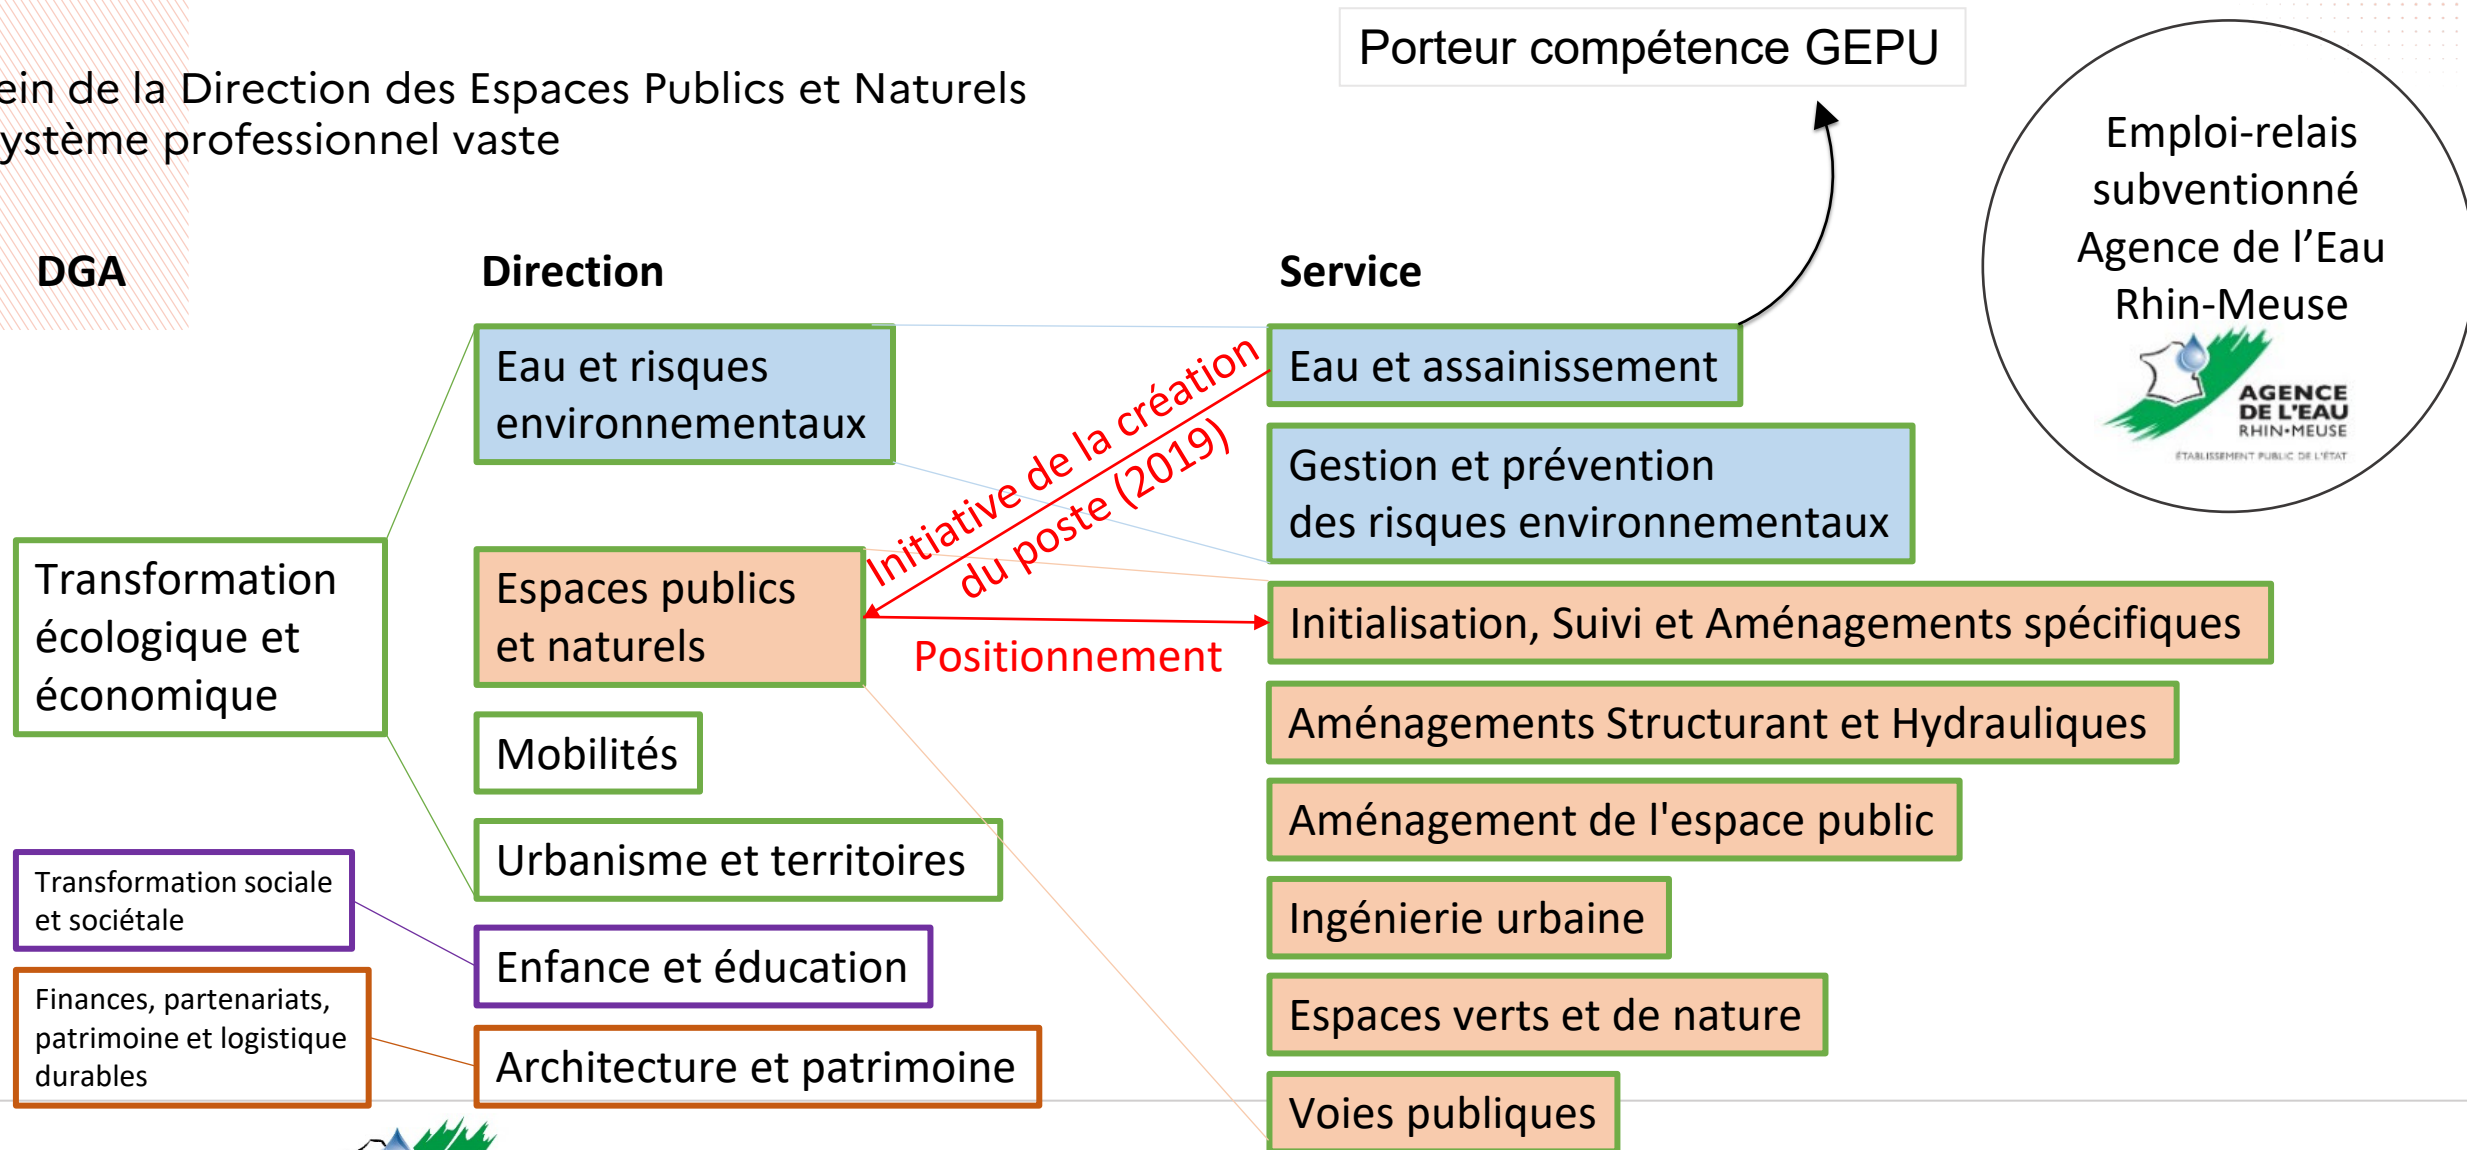 ein de la Direction des Espaces Publics et Naturels
ystème professionnel vaste
Porteur compétence GEPU
Emploi-relais
subventionné
Agence de l’Eau
Rhin-Meuse
AGENCE
DE L'EAU
RHIN•MEUSE
ÉTABLISSEMENT PUBLIC DE L'ÉTAT
DGA
Direction
Service
Transformation
écologique et
économique
Transformation sociale
et sociétale
Finances, partenariats,
patrimoine et logistique
durables
Eau et risques
environnementaux
Espaces publics
et naturels
Mobilités
Urbanisme et territoires
Enfance et éducation
Architecture et patrimoine
Initiative de la création
du poste (2019)
Positionnement
Eau et assainissement
Gestion et prévention
des risques environnementaux
Initialisation, Suivi et Aménagements spécifiques
Aménagements Structurant et Hydrauliques
Aménagement de l'espace public
Ingénierie urbaine
Espaces verts et de nature
Voies publiques